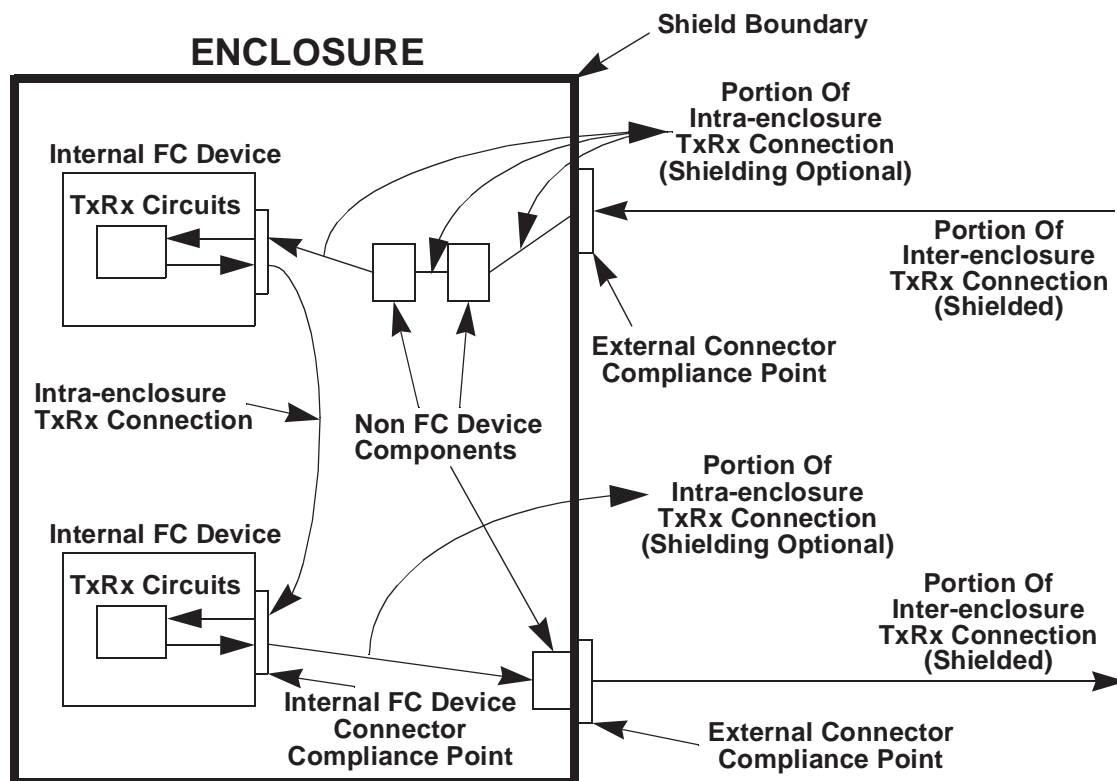 Shield Boundary
ENCLOSURE
Portion Of
Intra-enclosure
TxRx Connection
(Shielding Optional)
Internal FC Device
TxRx Circuits
Portion Of
Inter-enclosure
TxRx Connection
(Shielded)
External Connector
Compliance Point
Intra-enclosure
TxRx Connection
Non FC Device
Components
Portion Of
Intra-enclosure
TxRx Connection
(Shielding Optional)
Internal FC Device
TxRx Circuits
Portion Of
Inter-enclosure
TxRx Connection
(Shielded)
Internal FC Device
Connector
Compliance Point
External Connector
Compliance Point